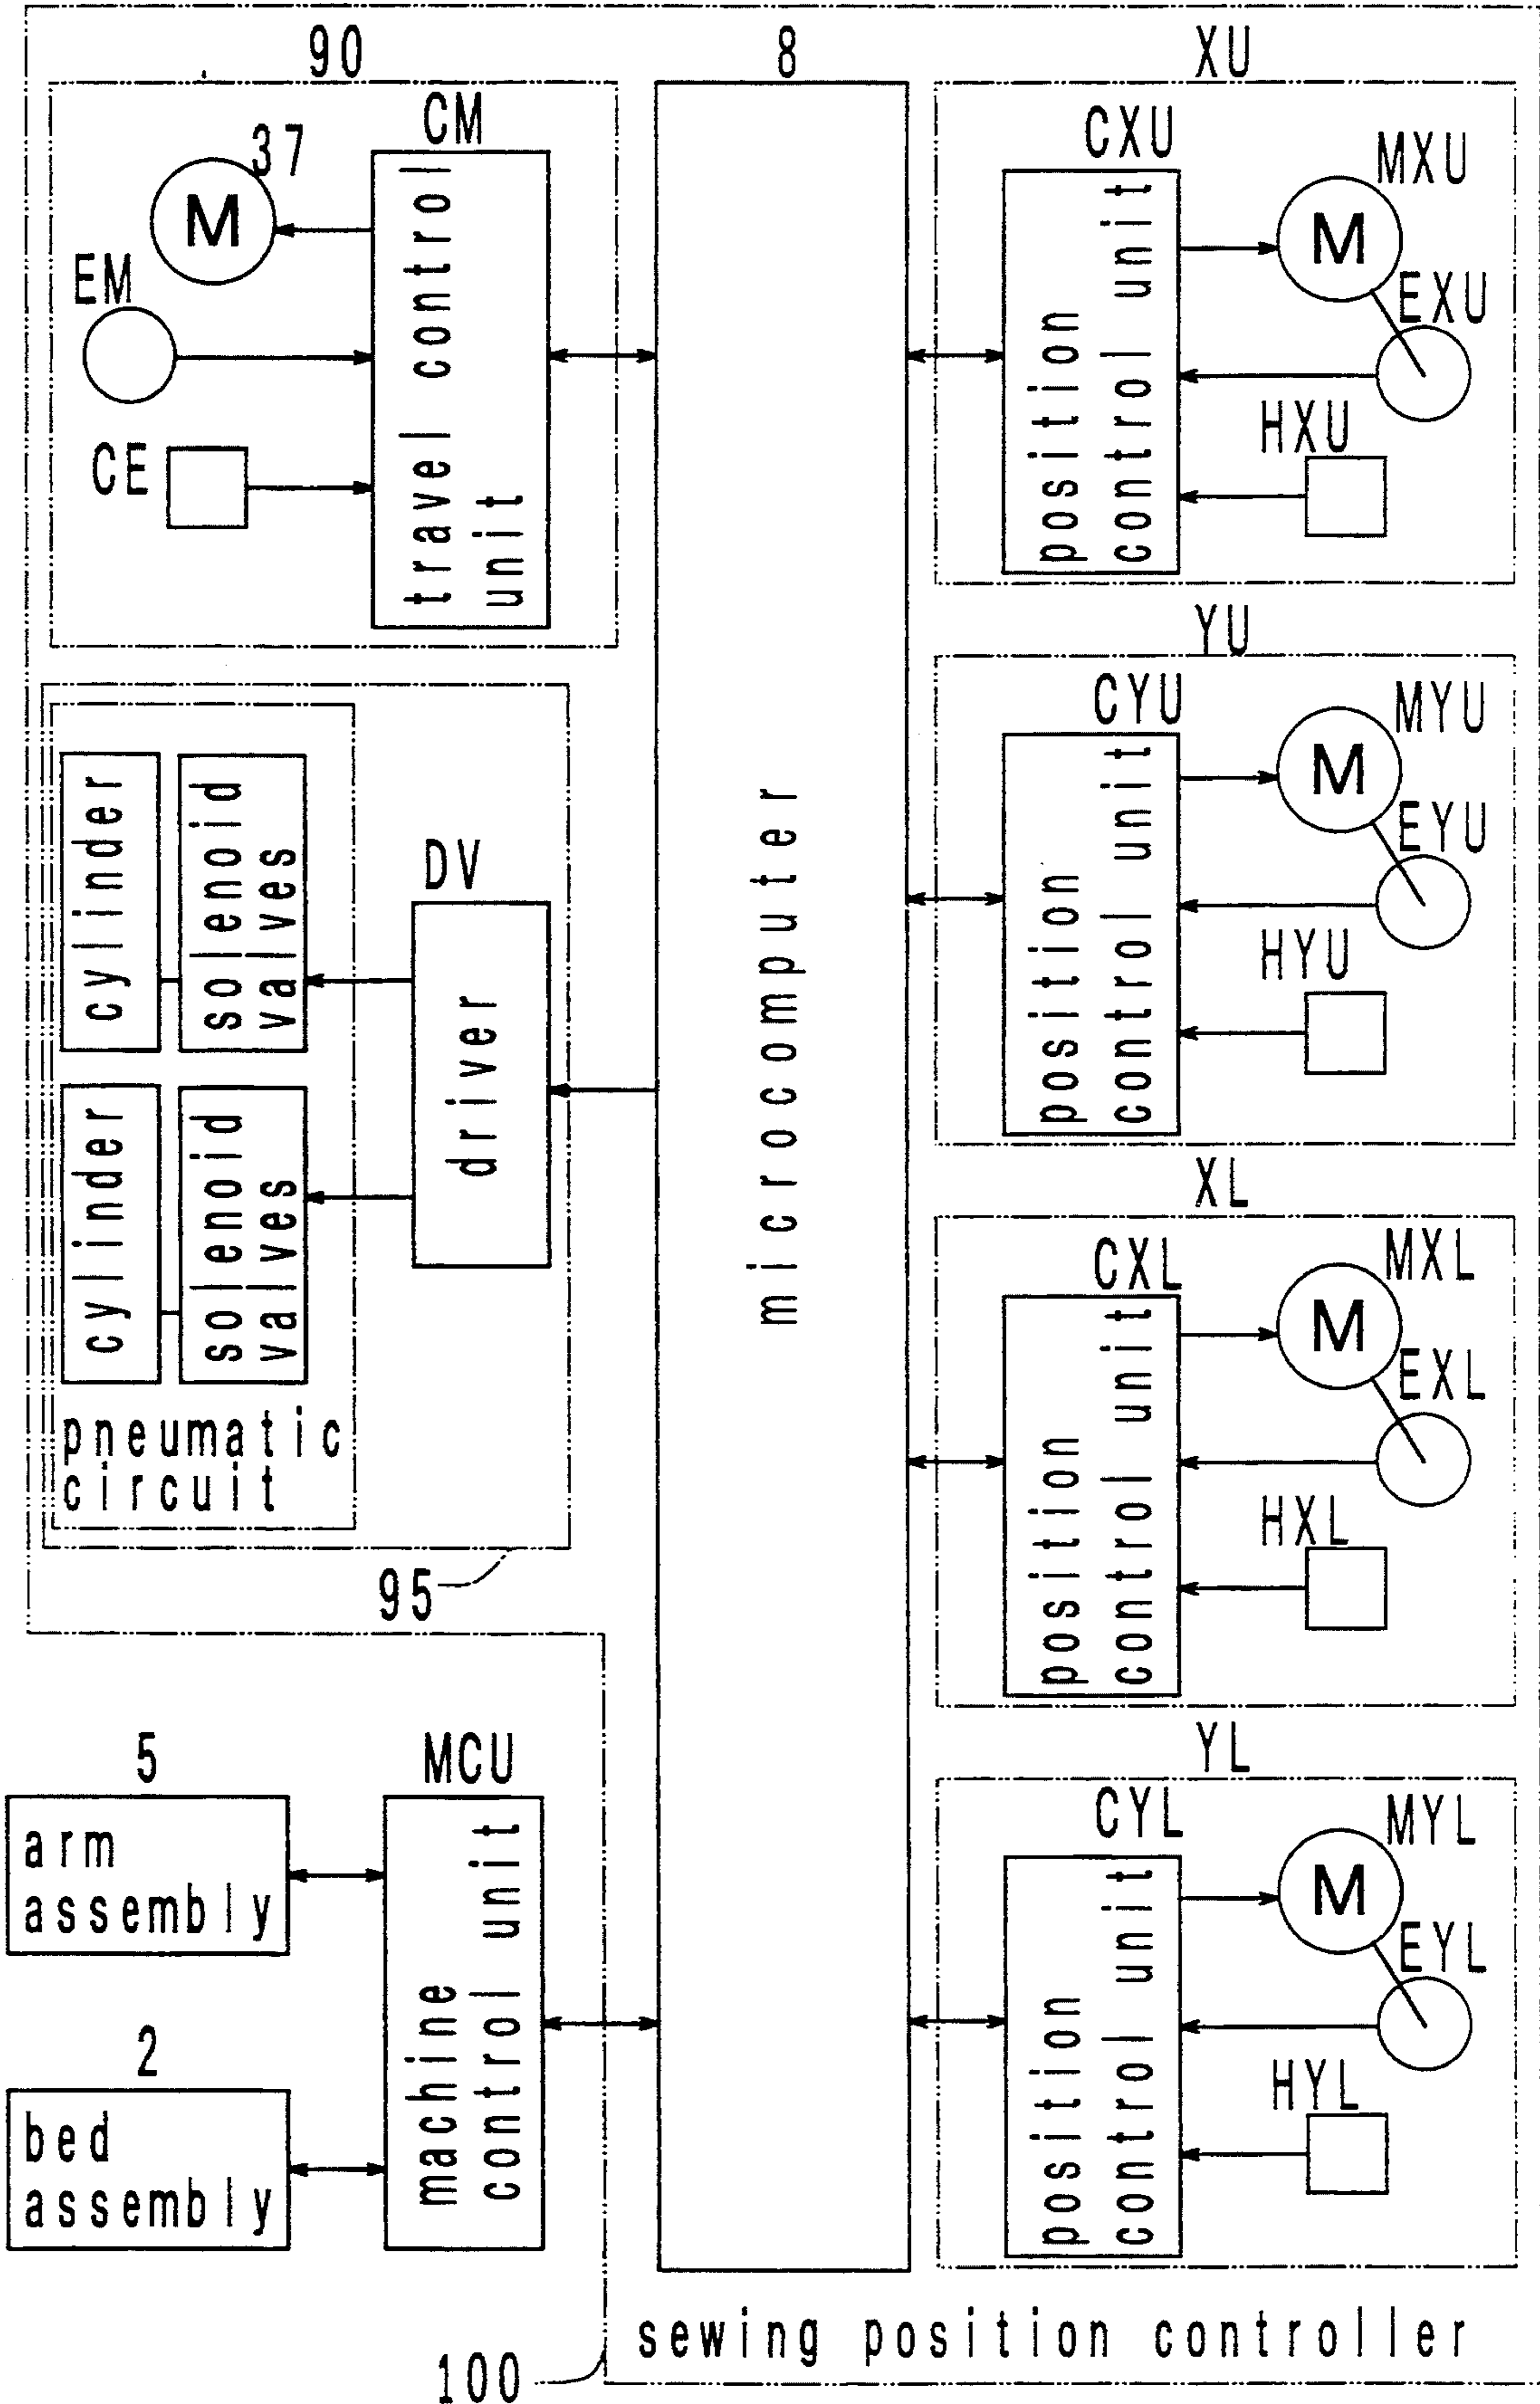 90
CM
37
M
EM
CE
travel control
unit
8
microcomputer
XU
CXU
MXU
M
EXU
HXU
position
control unit
YU
CYU
MYU
M
EYU
HYU
position
control unit
XL
CXL
MXL
M
EXL
HXL
position
control unit
YL
CYL
MYL
M
EYL
HYL
position
control unit
cylinder
solenoid
valves
DV
driver
cylinder
solenoid
valves
pneumatic
circuit
95
5
arm
assembly
MCU
machine
control unit
2
bed
assembly
sewing position controller
100